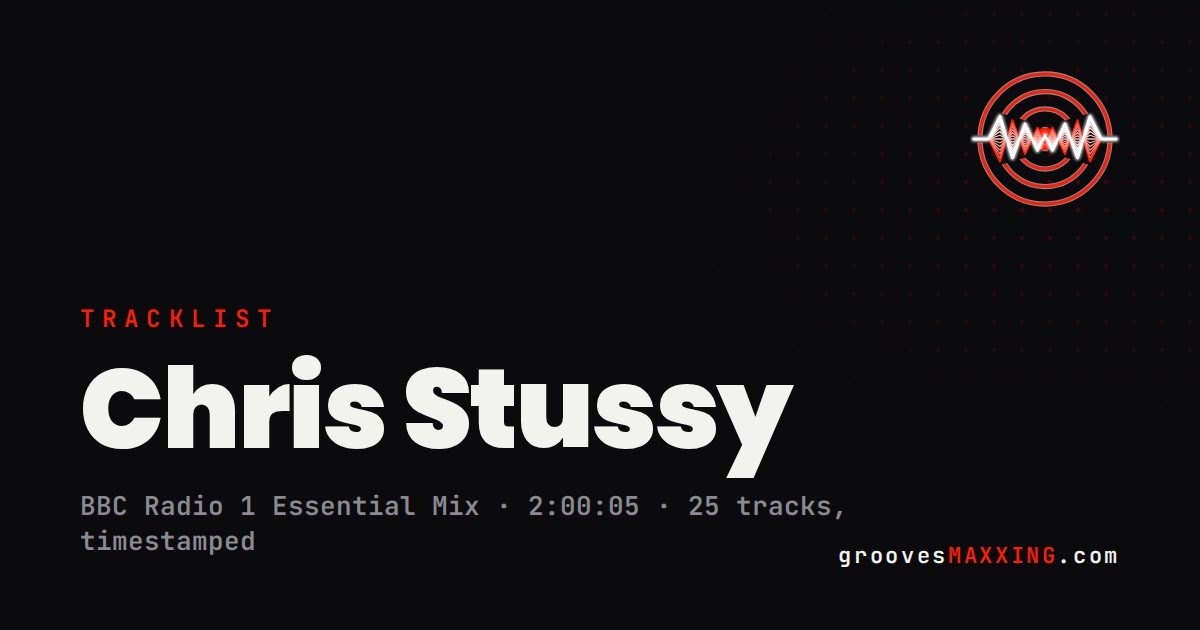 TRACKLIST
Chris Stussy
BBC Radio 1 Essential Mix · 2:00:05 · 25 tracks,
timestamped
groovesMAXXING.com